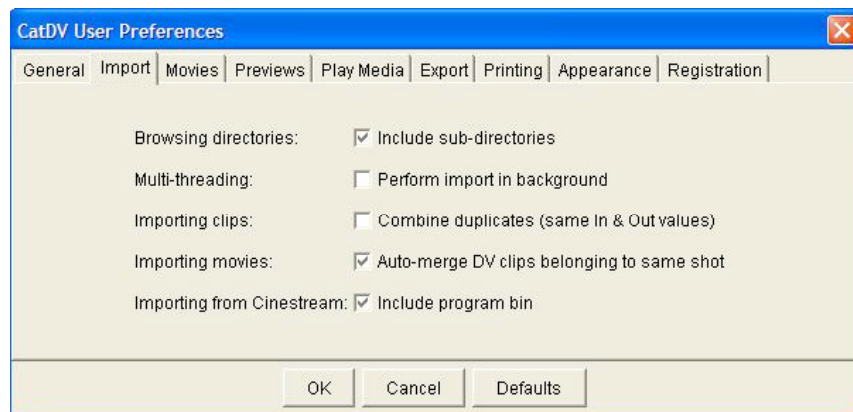 CatDV User Preferences
General Import Movies Previews Play Media Export Printing Appearance Registration
Browsing directories: Include sub-directories
Multi-threading: Perform import in background
Importing clips: Combine duplicates (same In & Out values)
Importing movies: Auto-merge DV clips belonging to same shot
Importing from Cinestream: Include program bin
OK Cancel Defaults